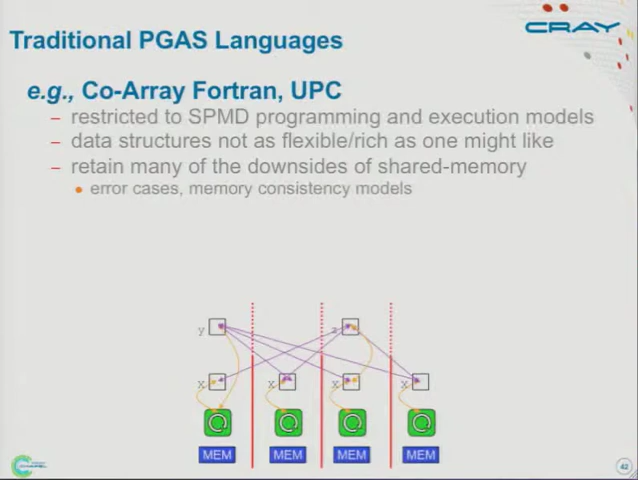 CRAY
Traditional PGAS Languages
e.g., Co-Array Fortran, UPC
– restricted to SPMD programming and execution models
– data structures not as flexible/rich as one might like
– retain many of the downsides of shared-memory
• error cases, memory consistency models
y z
x x x x
MEM MEM MEM MEM
CHAPEL 42